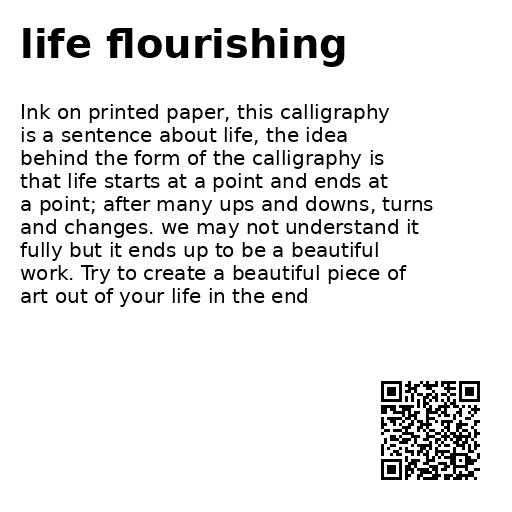 life flourishing
Ink on printed paper, this calligraphy
is a sentence about life, the idea
behind the form of the calligraphy is
that life starts at a point and ends at
a point; after many ups and downs, turns
and changes. we may not understand it
fully but it ends up to be a beautiful
work. Try to create a beautiful piece of
art out of your life in the end